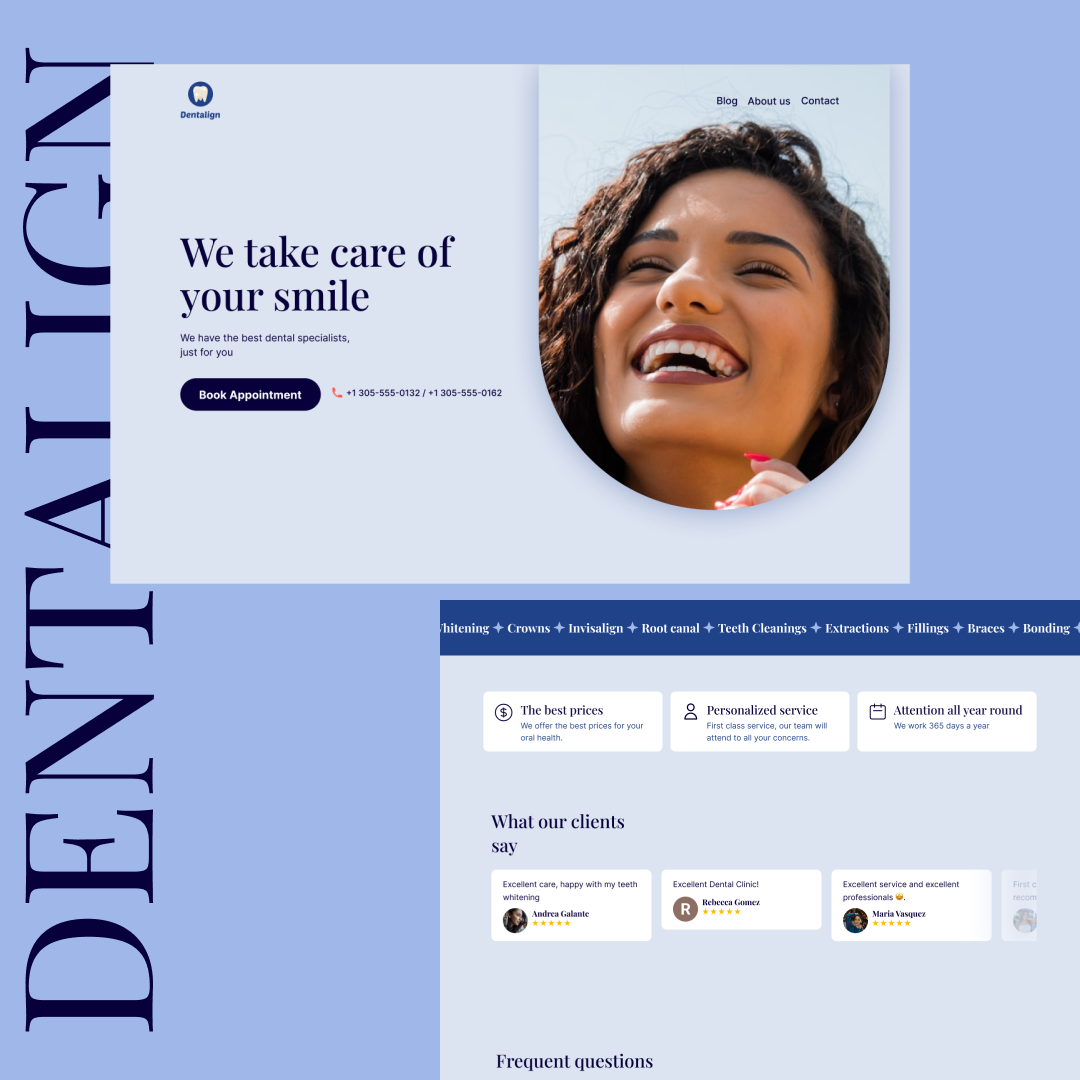 DENTALIGN
Dentalign
Blog About us Contact
We take care of
your smile
We have the best dental specialists,
just for you
Book Appointment
+1 305-555-0132 / +1 305-555-0162
hitening ✦ Crowns ✦ Invisalign ✦ Root canal ✦ Teeth Cleanings ✦ Extractions ✦ Fillings ✦ Braces ✦ Bonding ✦
The best prices
We offer the best prices for your
oral health.
Personalized service
First class service, our team will
attend to all your concerns.
Attention all year round
We work 365 days a year
What our clients
say
Excellent care, happy with my teeth
whitening
Andrea Galante
★★★★★
Excellent Dental Clinic!
R
Rebecca Gomez
★★★★★
Excellent service and excellent
professionals 🤩.
Maria Vasquez
★★★★★
First c
recom
Frequent questions